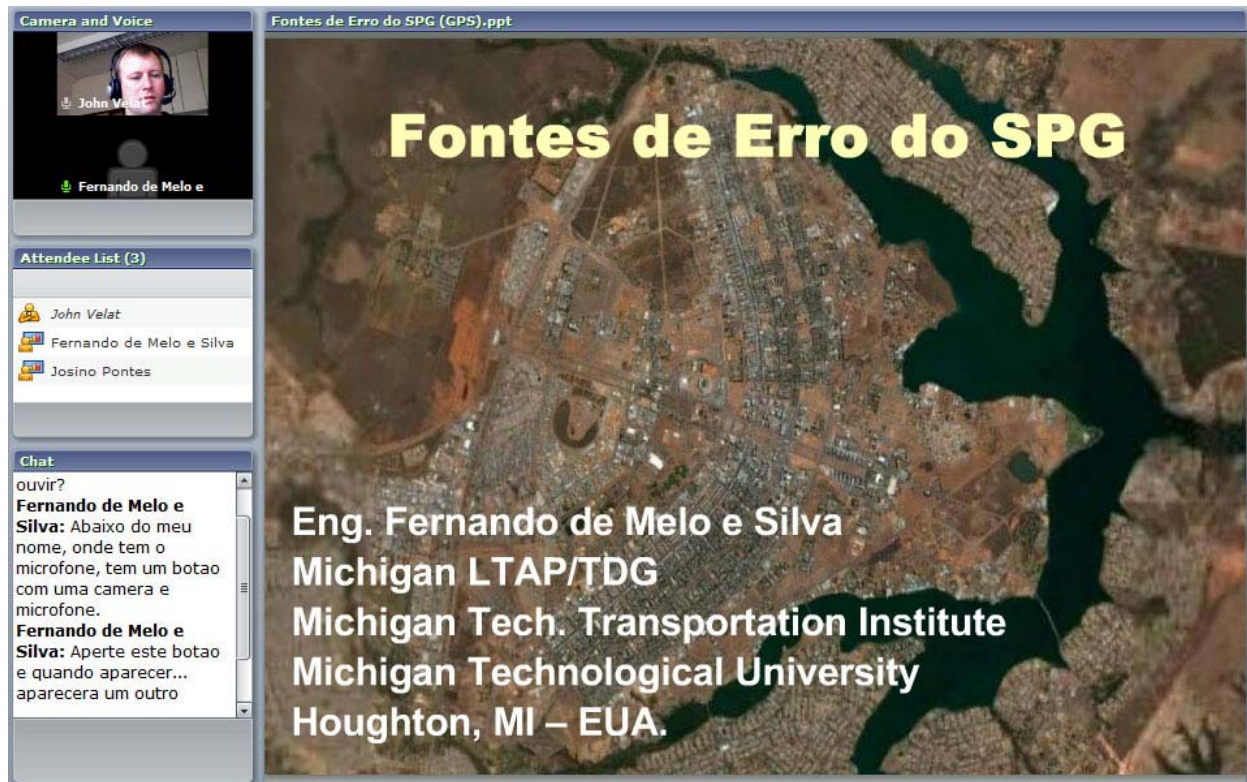 Camera and Voice
John Velat
Fernando de Melo e
Attendee List (3)
John Velat
Fernando de Melo e Silva
Josino Pontes
Chat
ouvir?
Fernando de Melo e
Silva: Abaixo do meu
nome, onde tem o
microfone, tem um botao
com uma camera e
microfone.
Fernando de Melo e
Silva: Aperte este botao
e quando aparecer...
aparecera um outro
Fontes de Erro do SPG (GPS).ppt
Fontes de Erro do SPG
Eng. Fernando de Melo e Silva
Michigan LTAP/TDG
Michigan Tech. Transportation Institute
Michigan Technological University
Houghton, MI – EUA.